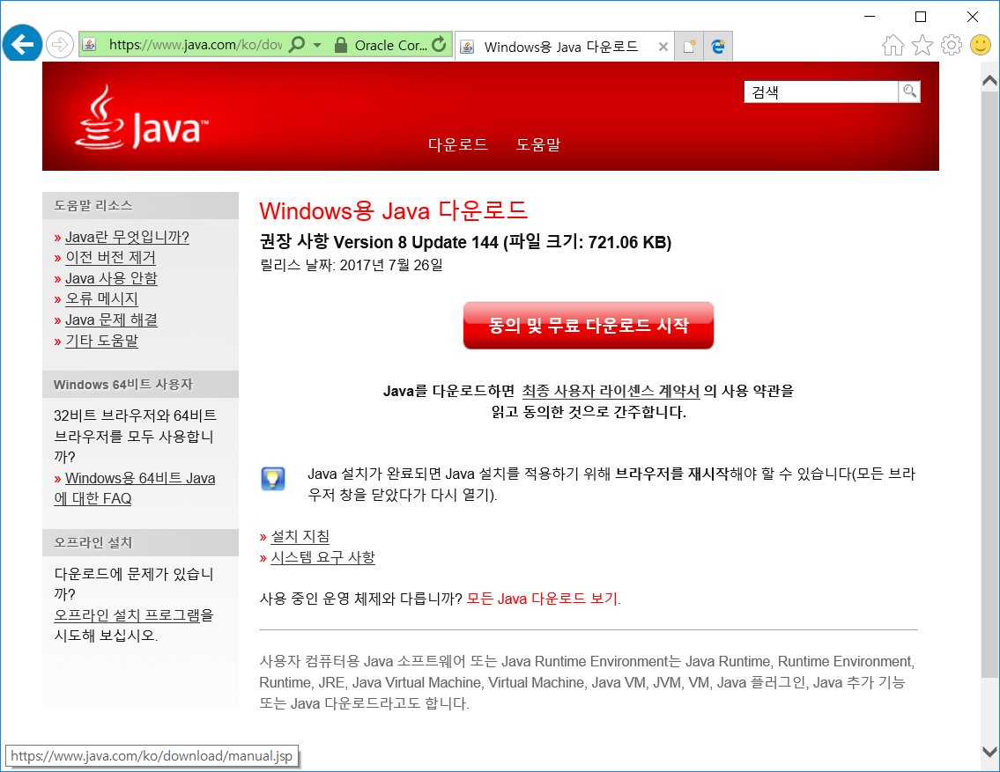 https://www.java.com/ko/dov
Oracle Cor...
Windows용 Java 다운로드
Java™
검색
다운로드 도움말
도움말 리소스
» Java란 무엇입니까?
» 이전 버전 제거
» Java 사용 안함
» 오류 메시지
» Java 문제 해결
» 기타 도움말
Windows 64비트 사용자
32비트 브라우저와 64비트
브라우저를 모두 사용합니
까?
» Windows용 64비트 Java
에 대한 FAQ
오프라인 설치
다운로드에 문제가 있습니
까?
오프라인 설치 프로그램을
시도해 보십시오.
Windows용 Java 다운로드
권장 사항 Version 8 Update 144 (파일 크기: 721.06 KB)
릴리스 날짜: 2017년 7월 26일
동의 및 무료 다운로드 시작
Java를 다운로드하면 최종 사용자 라이센스 계약서 의 사용 약관을
읽고 동의한 것으로 간주합니다.
Java 설치가 완료되면 Java 설치를 적용하기 위해 브라우저를 재시작해야 할 수 있습니다(모든 브라
우저 창을 닫았다가 다시 열기).
» 설치 지침
» 시스템 요구 사항
사용 중인 운영 체제와 다릅니까? 모든 Java 다운로드 보기.
사용자 컴퓨터용 Java 소프트웨어 또는 Java Runtime Environment는 Java Runtime, Runtime Environment,
Runtime, JRE, Java Virtual Machine, Virtual Machine, Java VM, JVM, VM, Java 플러그인, Java 추가 기능
또는 Java 다운로드라고도 합니다.
https://www.java.com/ko/download/manual.jsp